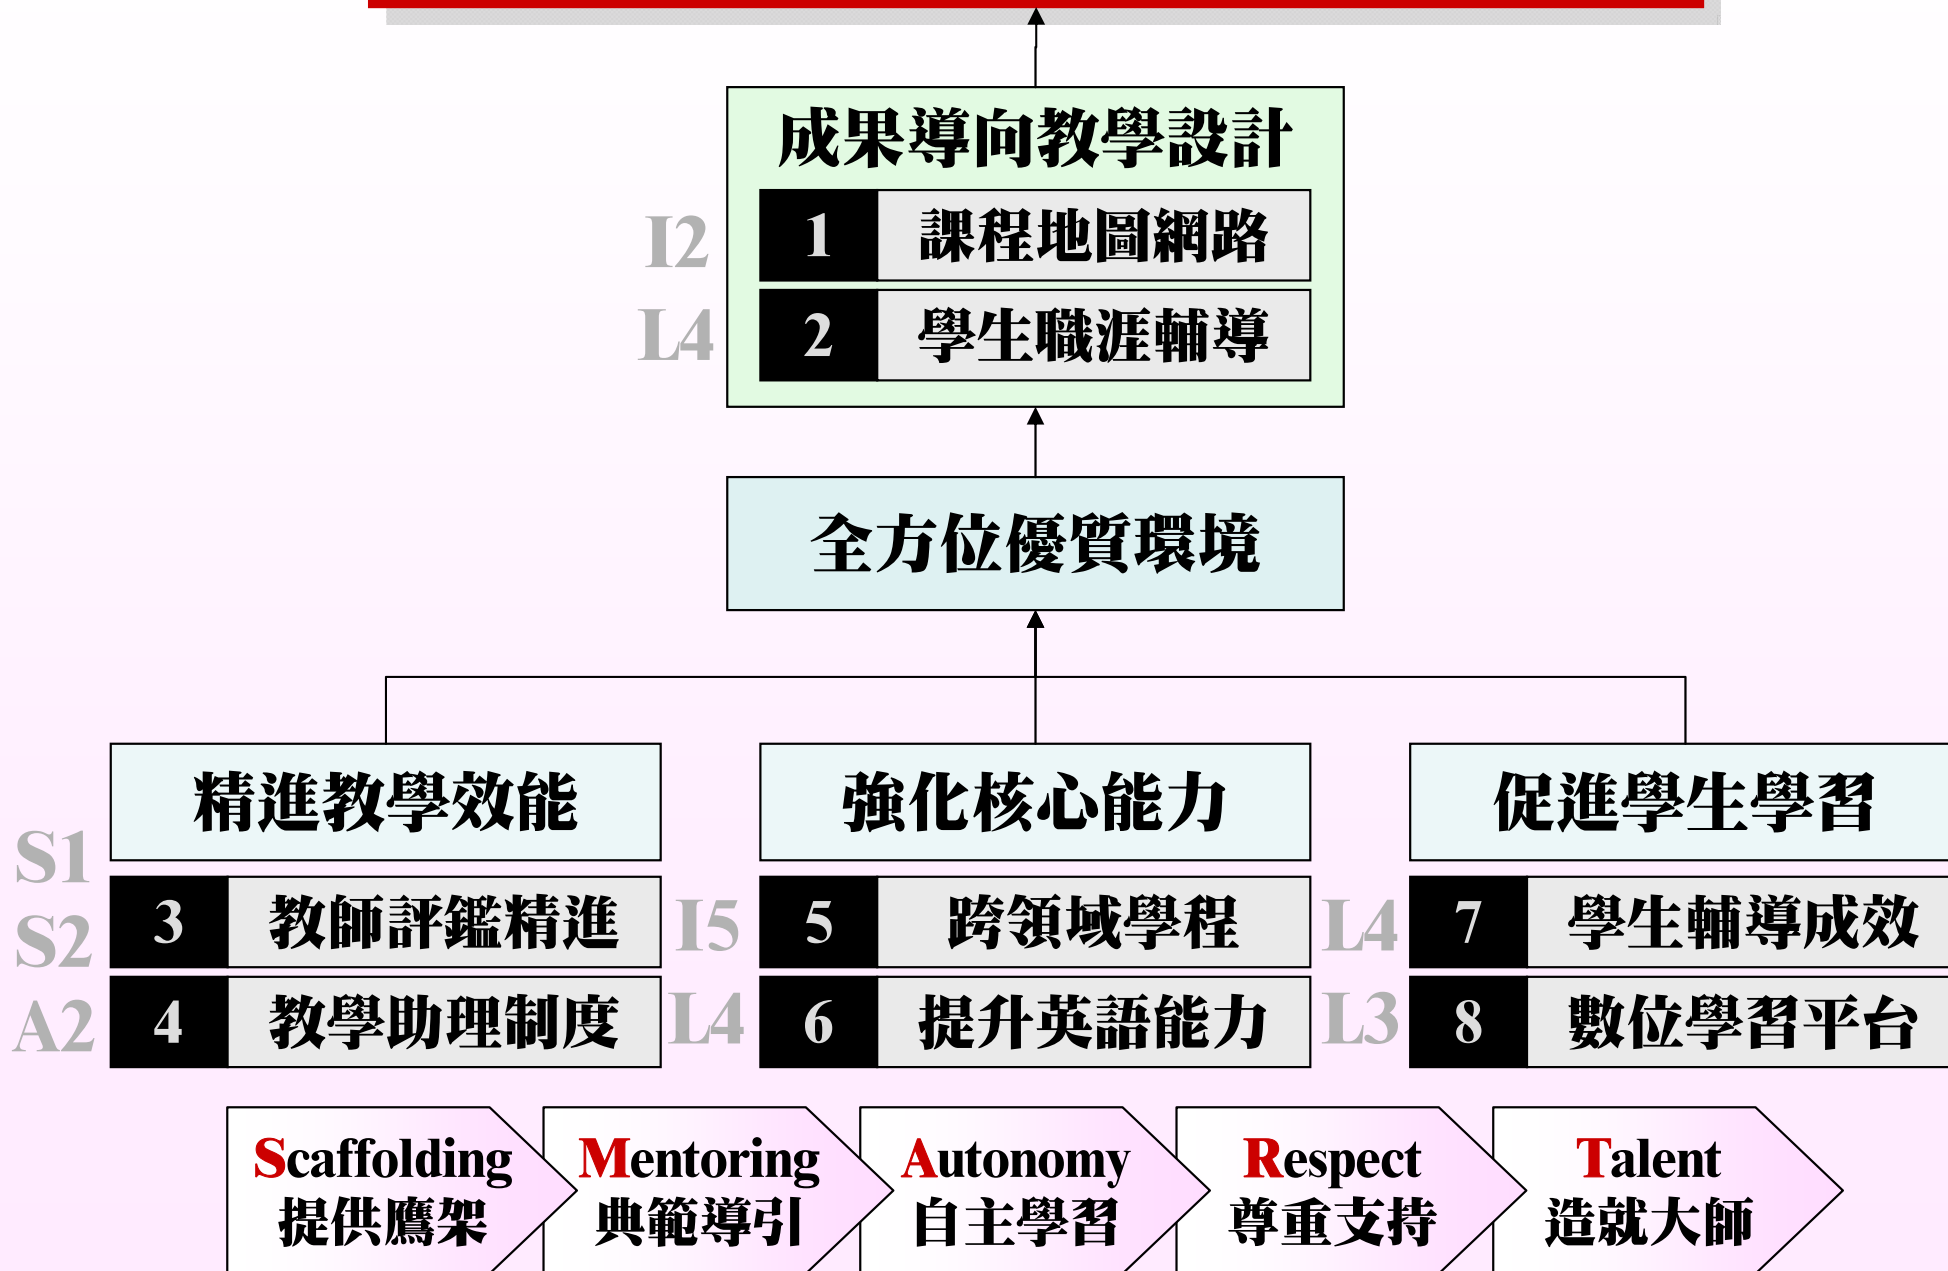 成果導向教學設計
I2 1 課程地圖網路
L4 2 學生職涯輔導
全方位優質環境
精進教學效能 強化核心能力 促進學生學習
S1
S2 3 教師評鑑精進 I5 5 跨領域學程 L4 7 學生輔導成效
A2 4 教學助理制度 L4 6 提升英語能力 L3 8 數位學習平台
Scaffolding Mentoring Autonomy Respect Talent
提供鷹架 典範導引 自主學習 尊重支持 造就大師